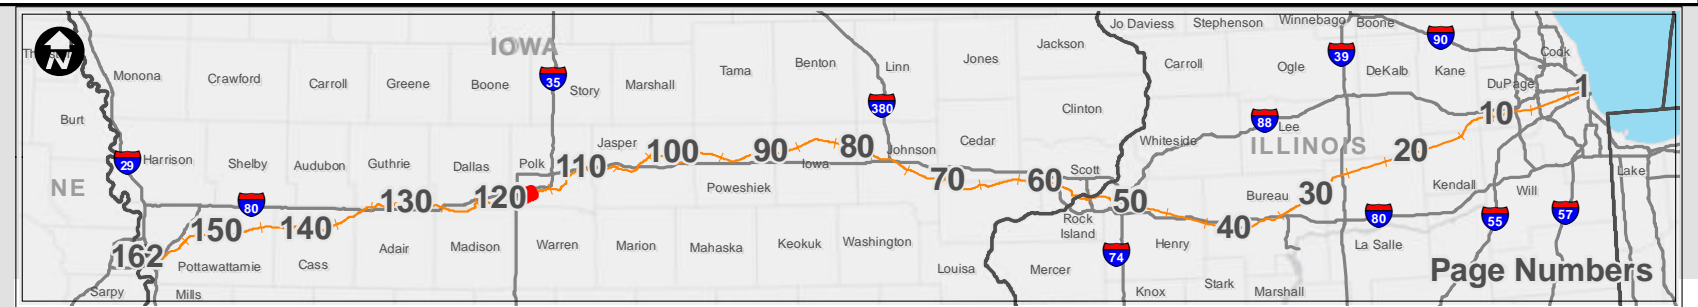 Jo Daviess Stephenson Winnebago Boone
N
IOWA
Jackson
90
Cook
39
Monona Crawford Carroll Greene Boone
35
Story Marshall Tama Benton Linn Jones Carroll Ogle DeKalb Kane
DuPage 1
380
Clinton
10
Burt
88
Lee
Whiteside
ILLINOIS
29
Harrison Shelby Audubon Guthrie Dallas Polk 110 Jasper 100 90 Iowa 80 Johnson Cedar
20
NE
80
150 140 130 120
Poweshiek
70 60 Scott
50
Bureau 30
Kendall Will Lake
162
Pottawattamie Cass Adair Madison Warren Marion Mahaska Keokuk Washington
Rock
Island
Henry 40
80
La Salle
55
57
74
Louisa Mercer
Stark
Page Numbers
Sarpy Mills
Knox Marshall